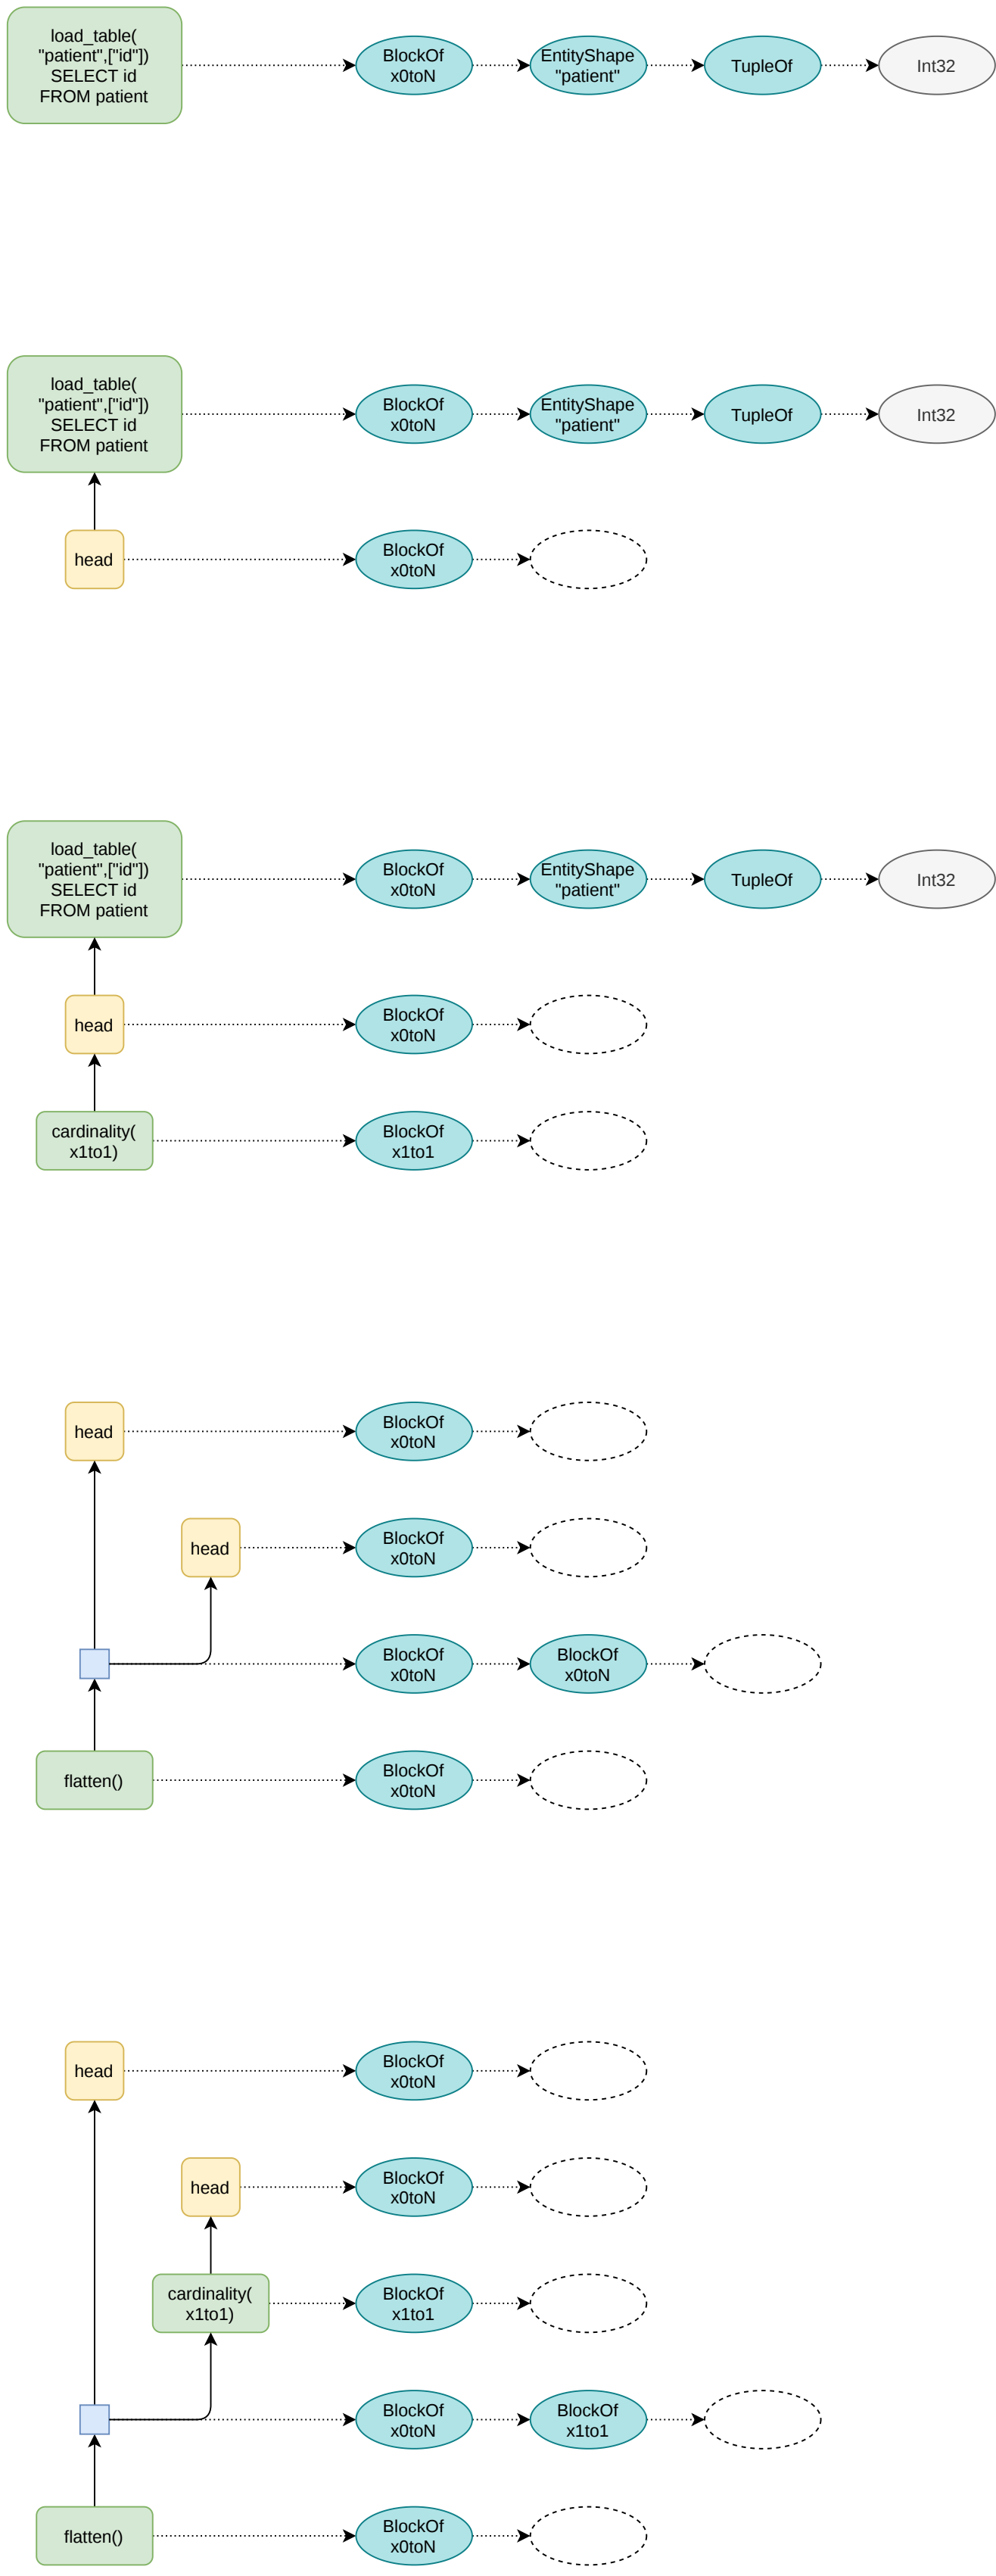 load_table(
"patient",["id"])
SELECT id
FROM patient
BlockOf
x0toN
EntityShape
"patient"
TupleOf
Int32
load_table(
"patient",["id"])
SELECT id
FROM patient
BlockOf
x0toN
EntityShape
"patient"
TupleOf
Int32
head
BlockOf
x0toN
load_table(
"patient",["id"])
SELECT id
FROM patient
BlockOf
x0toN
EntityShape
"patient"
TupleOf
Int32
head
BlockOf
x0toN
cardinality(
x1to1)
BlockOf
x1to1
head
BlockOf
x0toN
head
BlockOf
x0toN
BlockOf
x0toN
BlockOf
x0toN
flatten()
BlockOf
x0toN
head
BlockOf
x0toN
head
BlockOf
x0toN
cardinality(
x1to1)
BlockOf
x1to1
BlockOf
x0toN
BlockOf
x1to1
flatten()
BlockOf
x0toN